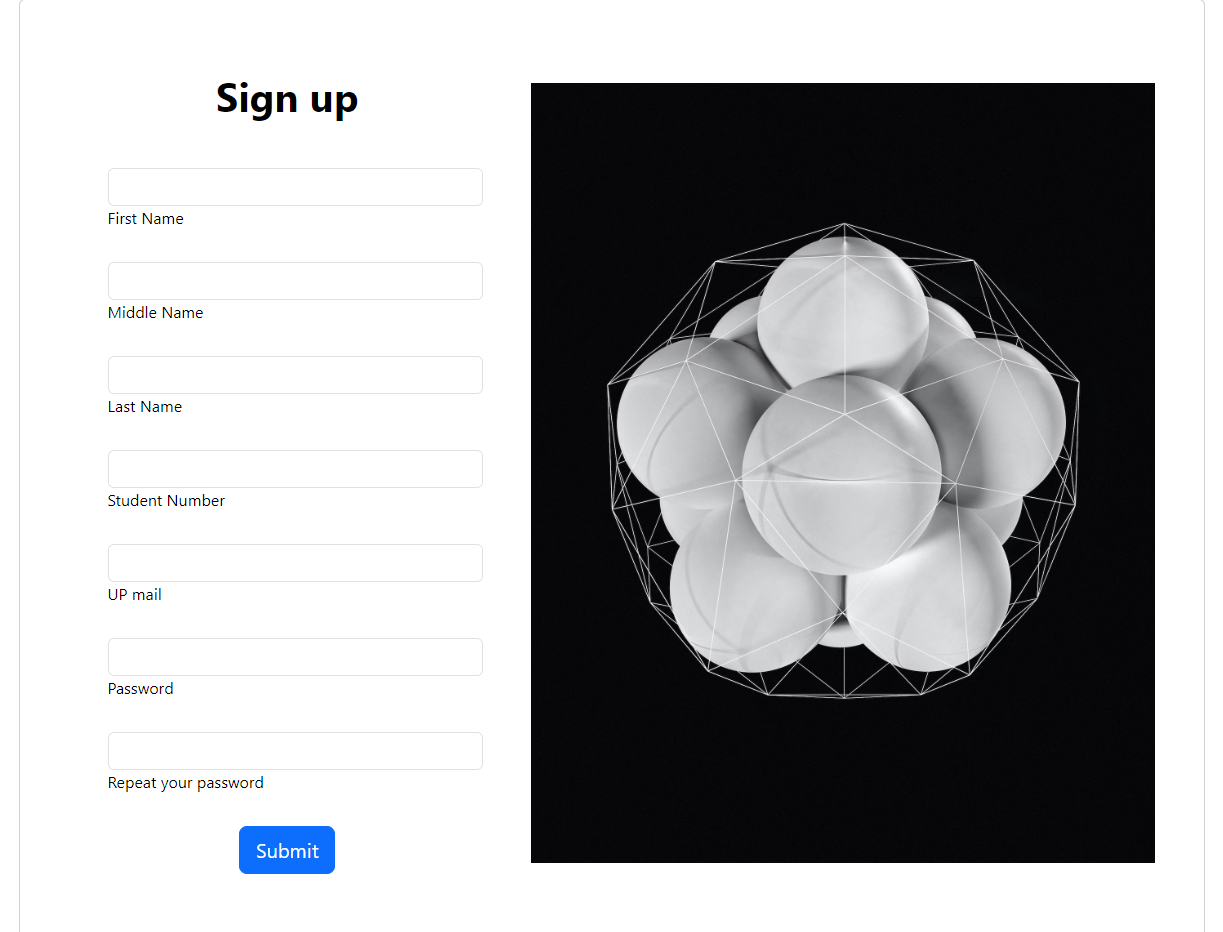 Sign up
First Name
Middle Name
Last Name
Student Number
UP mail
Password
Repeat your password
Submit